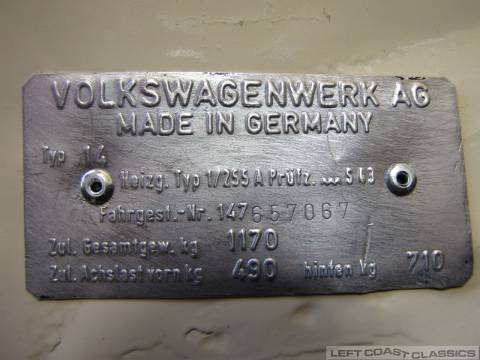 VOLKSWAGENWERK AG
MADE IN GERMANY
Typ 14
Heizg. Typ 1/255 A Prüfz. ~~~ S 43
Fahrgest.-Nr. 147657067
Zul. Gesamtgew. kg 1170
Zul. Achslast vorn kg 490 hinten kg 710
LEFT COAST CLASSICS